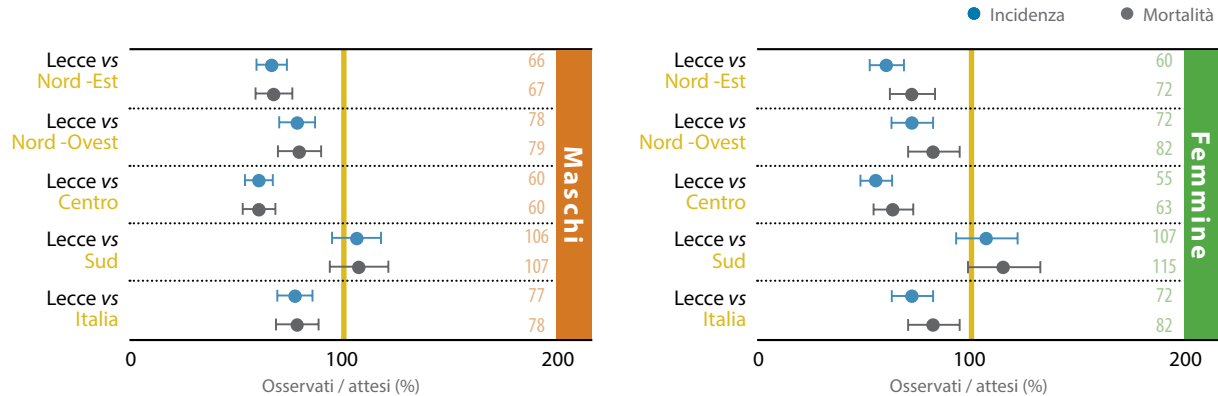 Incidenza Mortalità
Lecce vs
Nord -Est
66
67
Lecce vs
Nord -Ovest
78
79
Lecce vs
Centro
60
60
Lecce vs
Sud
106
107
Lecce vs
Italia
77
78
Maschi
0 100 200
Osservati / attesi (%)
Lecce vs
Nord -Est
60
72
Lecce vs
Nord -Ovest
72
82
Lecce vs
Centro
55
63
Lecce vs
Sud
107
115
Lecce vs
Italia
72
82
Femmine
0 100 200
Osservati / attesi (%)